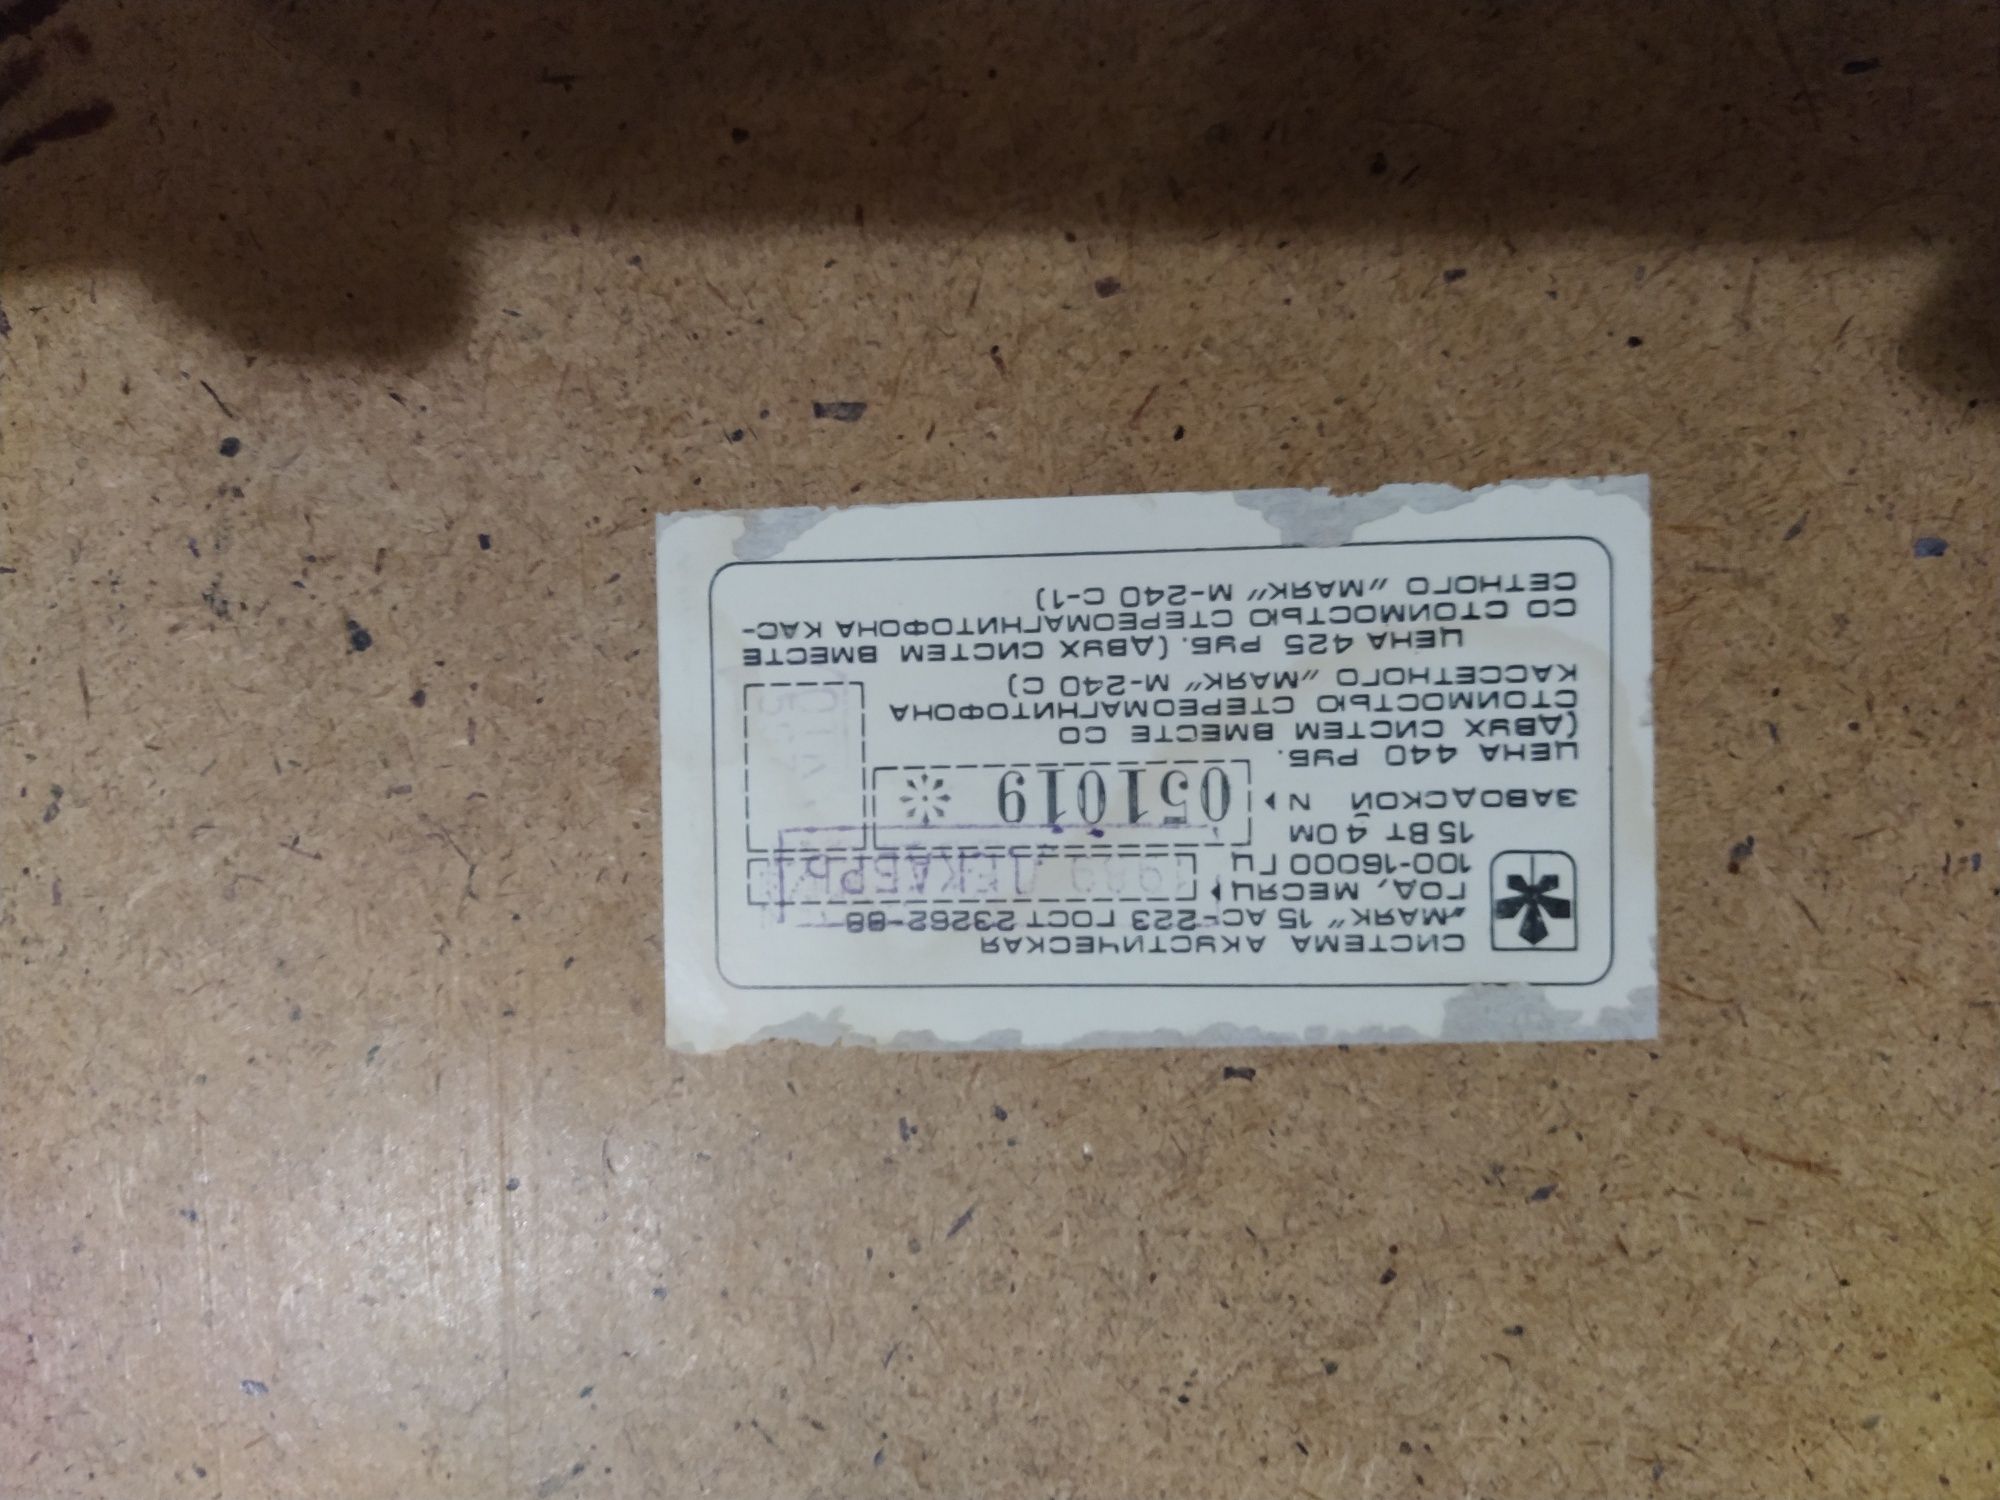 СИСТЕМА АКУСТИЧЕСКАЯ
„МАЯК" 15 АС-223 ГОСТ 23262-88
ГОД, МЕСЯЦ ДЕКАБРЬ
100-16000 ГЦ
15 ВТ 4 ОМ
ЗАВОДСКОЙ N 051019
ЦЕНА 440 РУБ.
(ДВУХ СИСТЕМ ВМЕСТЕ СО
СТОИМОСТЬЮ СТЕРЕОМАГНИТОФОНА
КАССЕТНОГО „МАЯК" М-240 С)
ЦЕНА 425 РУБ. (ДВУХ СИСТЕМ ВМЕСТЕ
СО СТОИМОСТЬЮ СТЕРЕОМАГНИТОФОНА КАС-
СЕТНОГО „МАЯК" М-240 С-1)